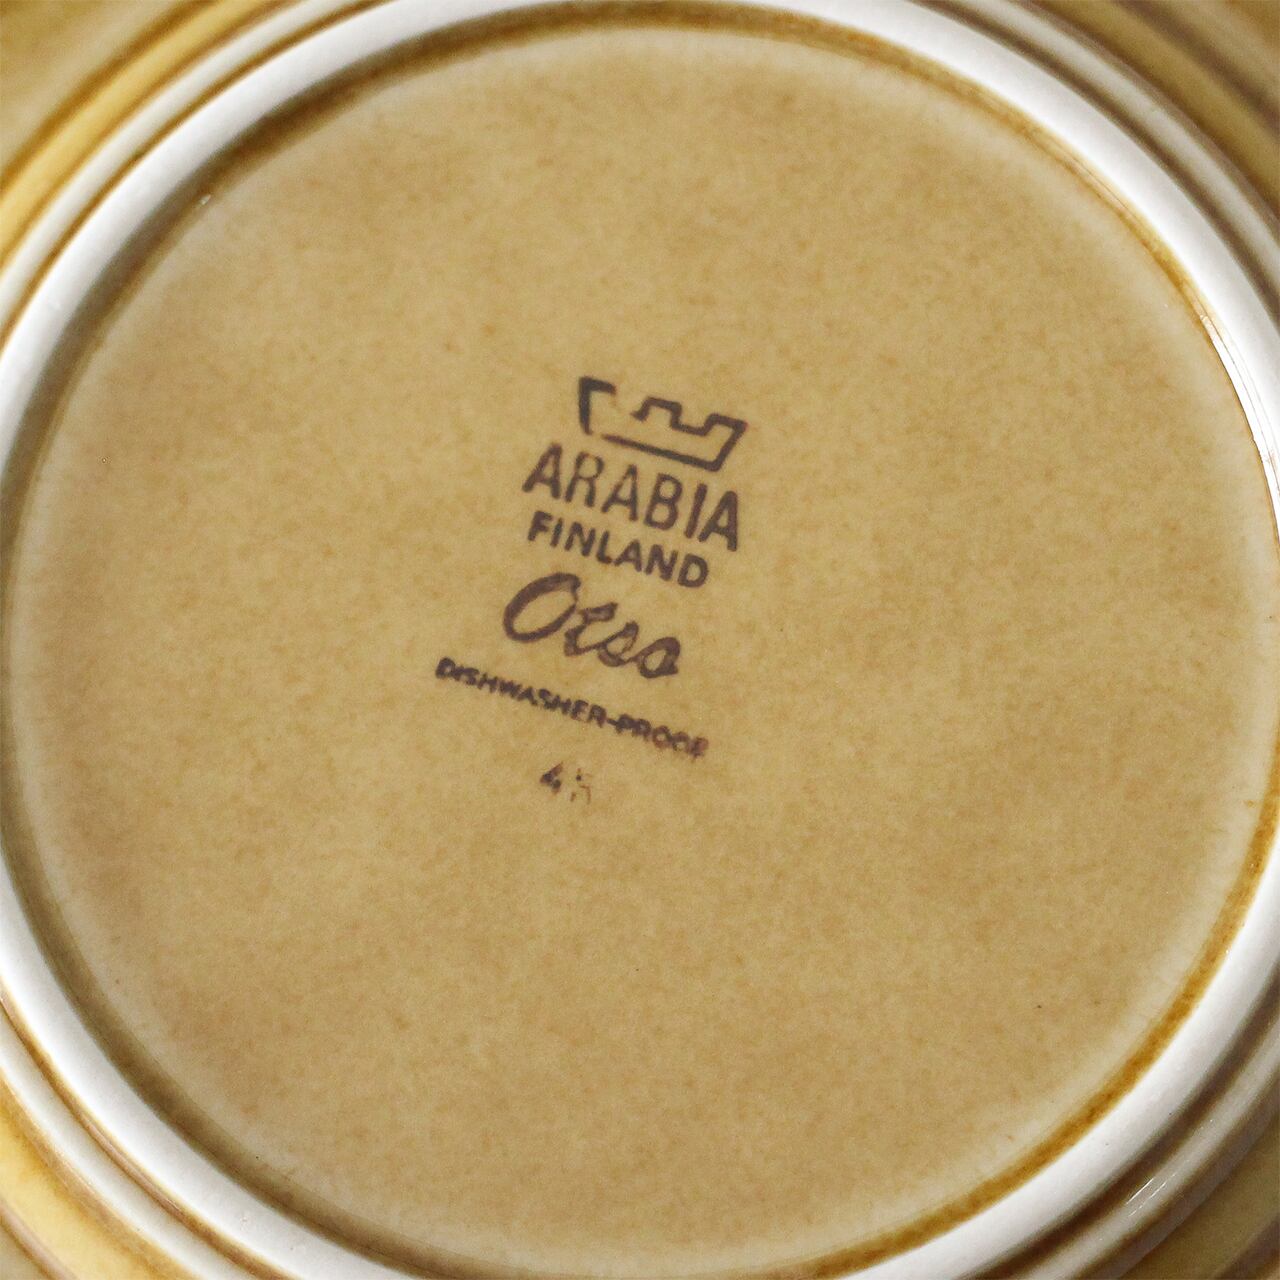 ARABIA
FINLAND
Otso
DISHWASHER-PROOF